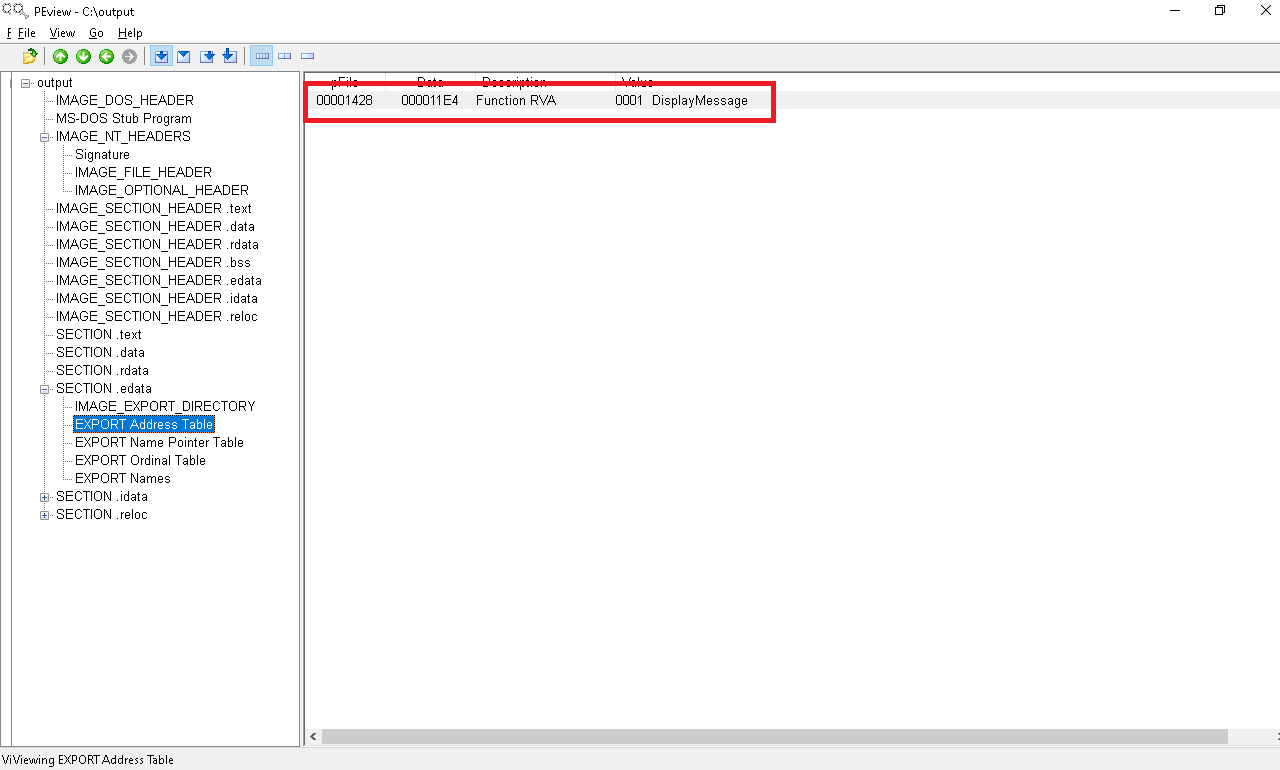 PEview - C:\output
F File View Go Help
output
IMAGE_DOS_HEADER
MS-DOS Stub Program
IMAGE_NT_HEADERS
Signature
IMAGE_FILE_HEADER
IMAGE_OPTIONAL_HEADER
IMAGE_SECTION_HEADER .text
IMAGE_SECTION_HEADER .data
IMAGE_SECTION_HEADER .rdata
IMAGE_SECTION_HEADER .bss
IMAGE_SECTION_HEADER .edata
IMAGE_SECTION_HEADER .idata
IMAGE_SECTION_HEADER .reloc
SECTION .text
SECTION .data
SECTION .rdata
SECTION .edata
IMAGE_EXPORT_DIRECTORY
EXPORT Address Table
EXPORT Name Pointer Table
EXPORT Ordinal Table
EXPORT Names
SECTION .idata
SECTION .reloc
pFile Data Description Value
00001428 000011E4 Function RVA 0001 DisplayMessage
ViViewing EXPORT Address Table